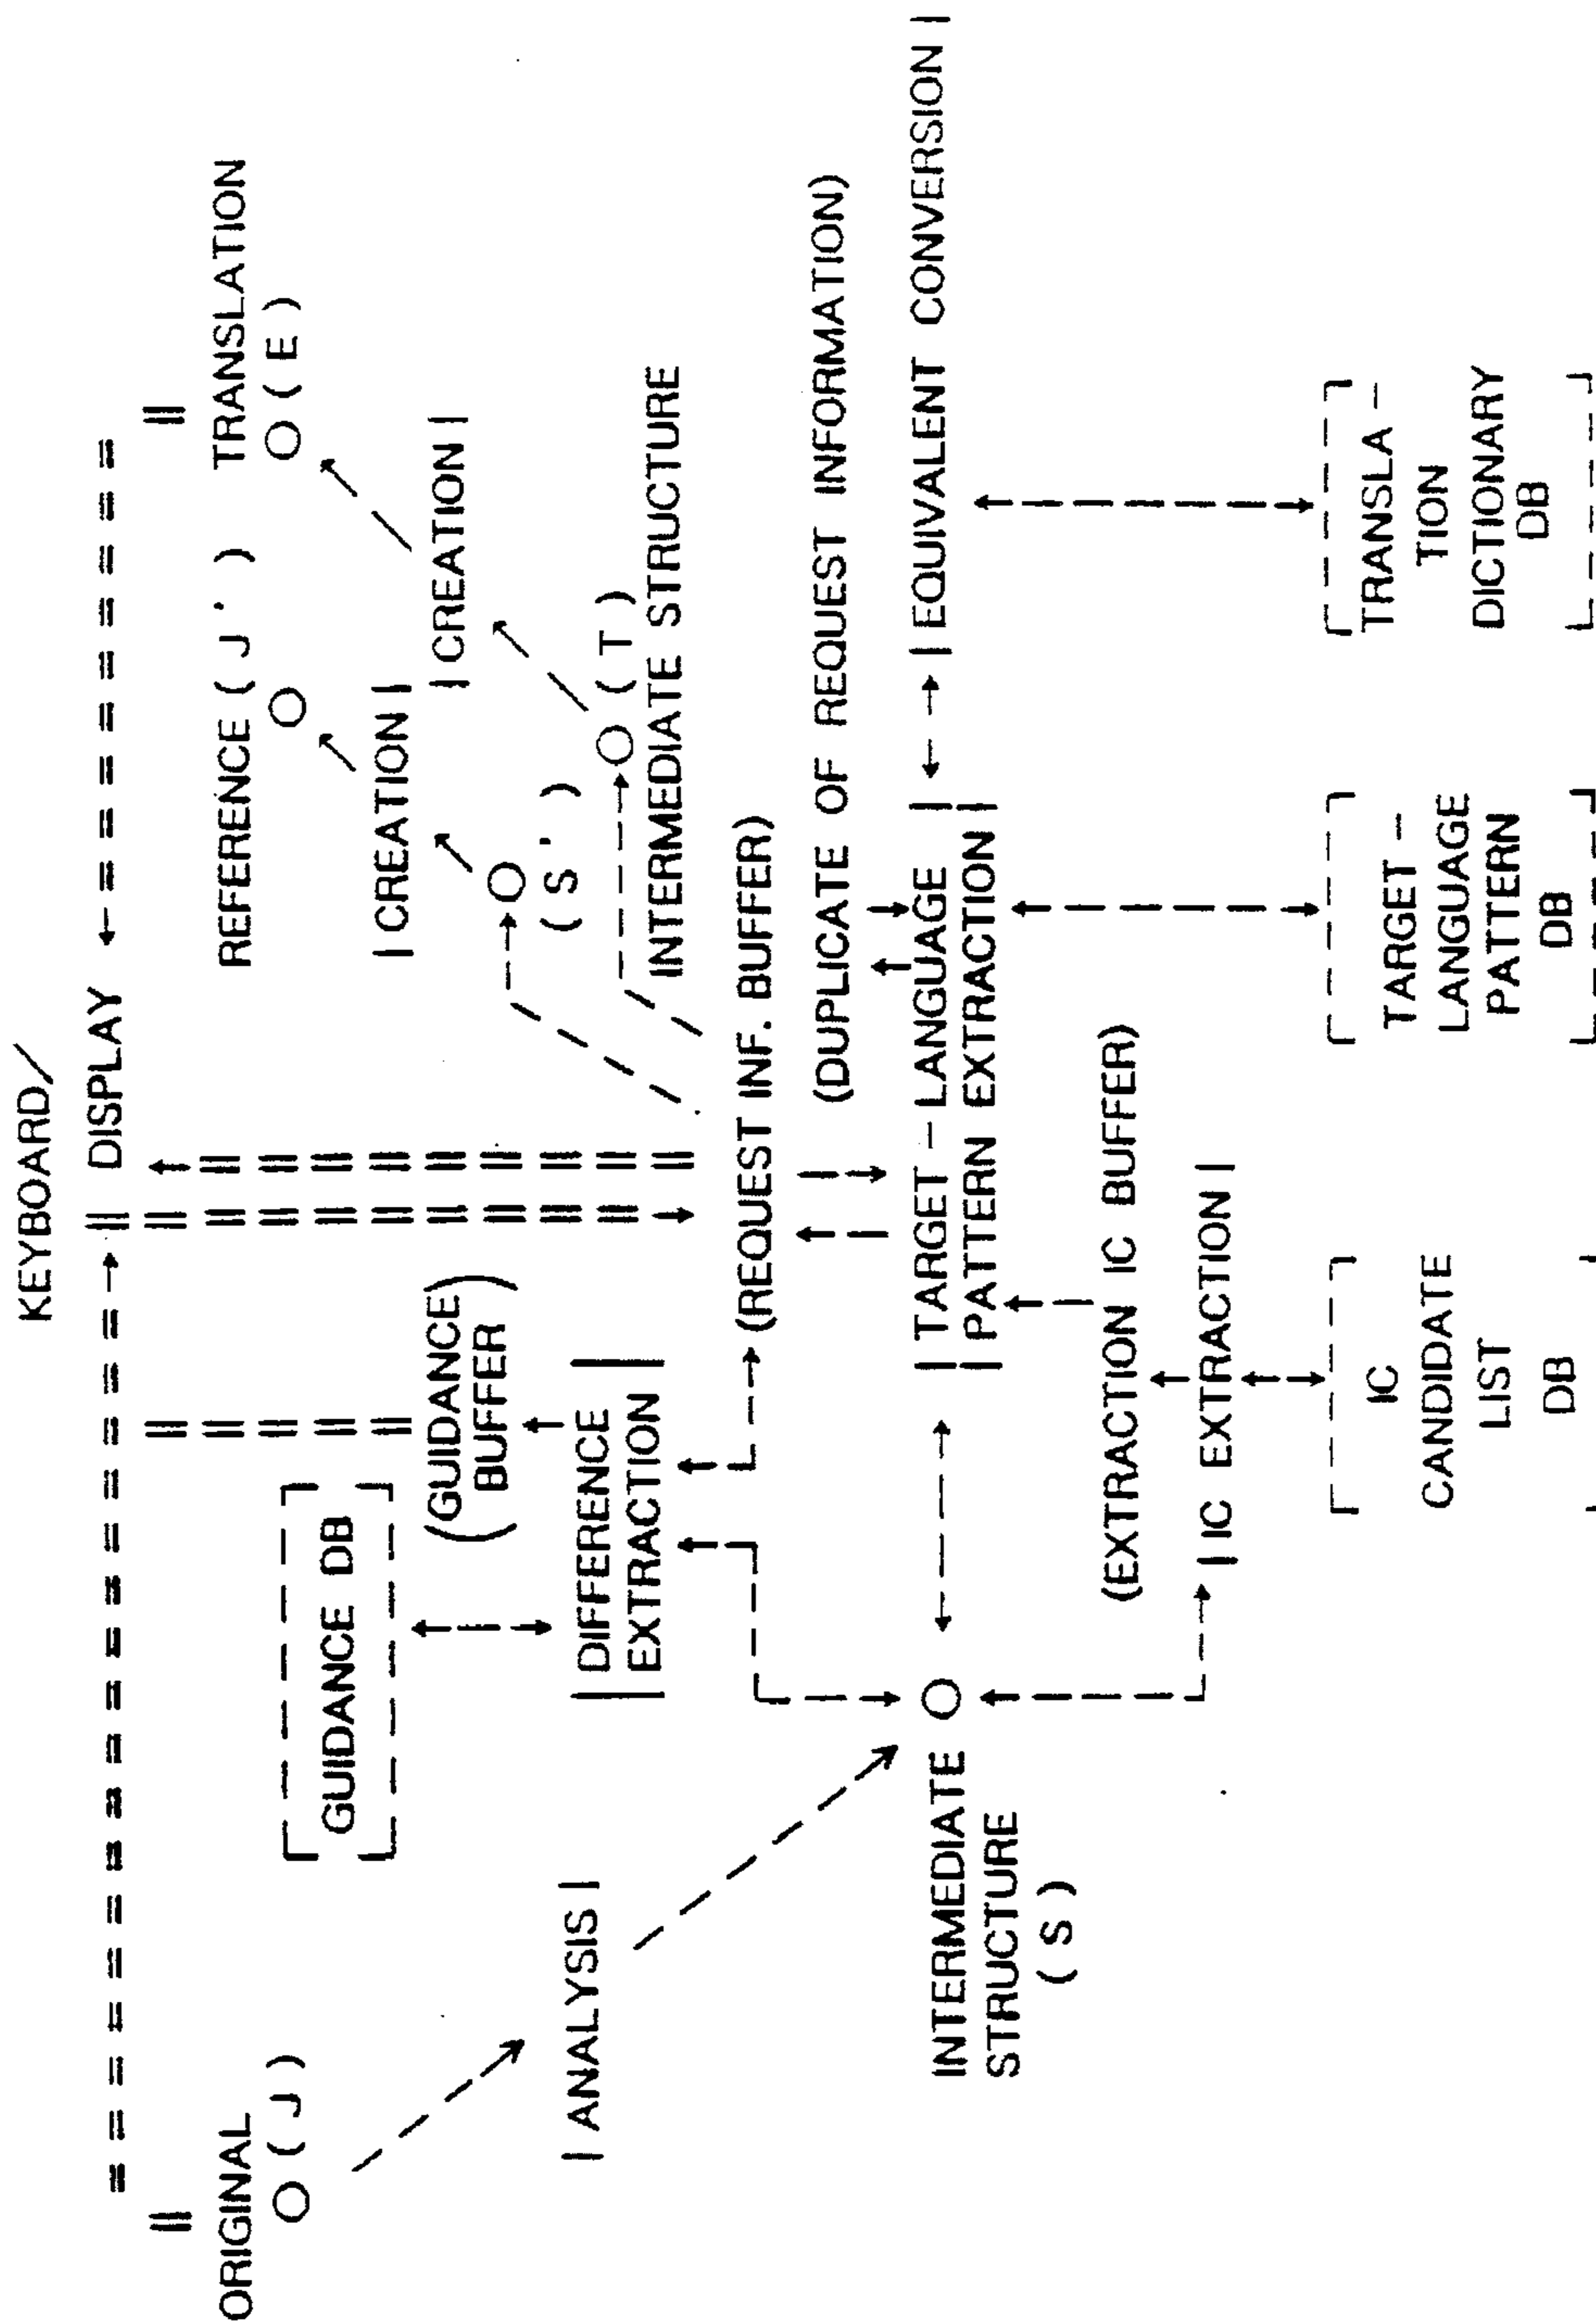 KEYBOARD/
DISPLAY
ORIGINAL
( J )
REFERENCE ( J ' )
TRANSLATION
( E )
GUIDANCE DB
(GUIDANCE
BUFFER)
| CREATION |
| CREATION |
| ANALYSIS |
| DIFFERENCE |
| EXTRACTION |
( S ' )
( T )
INTERMEDIATE STRUCTURE
(REQUEST INF. BUFFER)
(DUPLICATE OF REQUEST INFORMATION)
INTERMEDIATE
STRUCTURE
( S )
| TARGET – LANGUAGE |
| PATTERN EXTRACTION |
| EQUIVALENT CONVERSION |
(EXTRACTION IC BUFFER)
| IC EXTRACTION |
IC
CANDIDATE
LIST
DB
TARGET –
LANGUAGE
PATTERN
DB
TRANSLA –
TION
DICTIONARY
DB